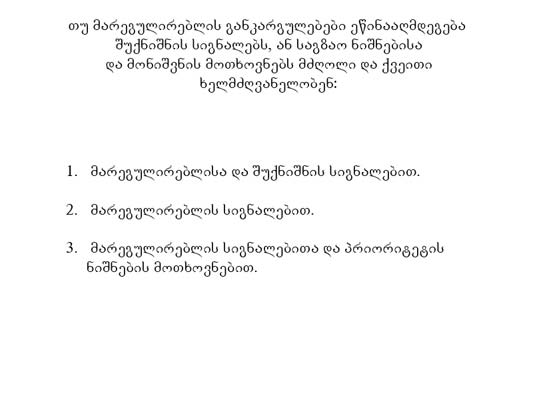 თუ მარეგულირებლის განკარგულებები ეწინააღმდეგება
შუქნიშნის სიგნალებს, ან საგზაო ნიშნებისა
და მონიშვნის მოთხოვნებს მძღოლი და ქვეითი
ხელმძღვანელობენ:
1. მარეგულირებლისა და შუქნიშნის სიგნალებით.
2. მარეგულირებლის სიგნალებით.
3. მარეგულირებლის სიგნალებითა და პრიორიტეტის
ნიშნების მოთხოვნებით.